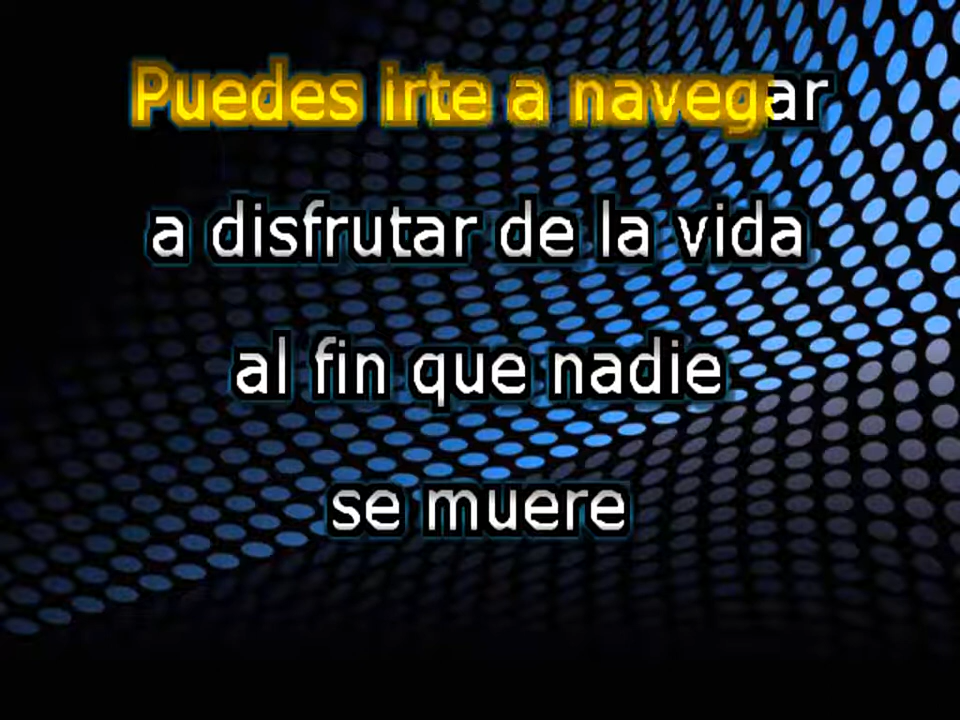 Puedes irte a navegar
a disfrutar de la vida
al fin que nadie
se muere